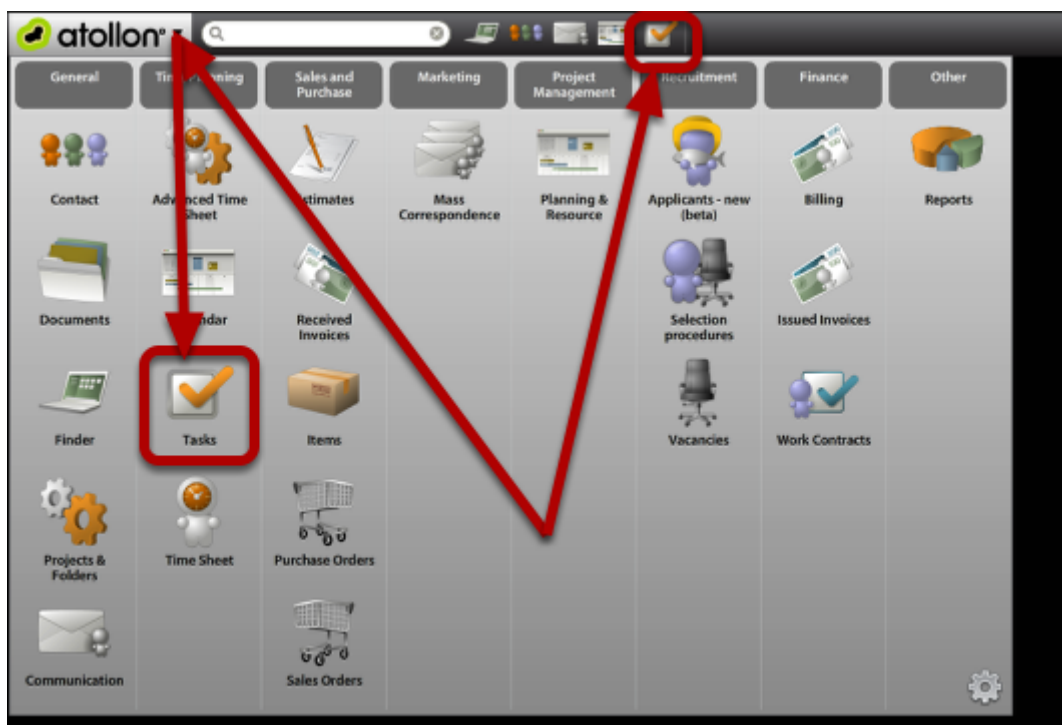 atollon
General
Sales and
Purchase
Marketing
Project
Management
Finance
Other
Contact
Sheet
Mass
Correspondence
Planning &
Resource
Applicants - new
(beta)
Billing
Reports
Documents
Received
Invoices
Selection
procedures
Issued Invoices
Finder
Tasks
Items
Vacancies
Work Contracts
Projects &
Folders
Time Sheet
Purchase Orders
Communication
Sales Orders